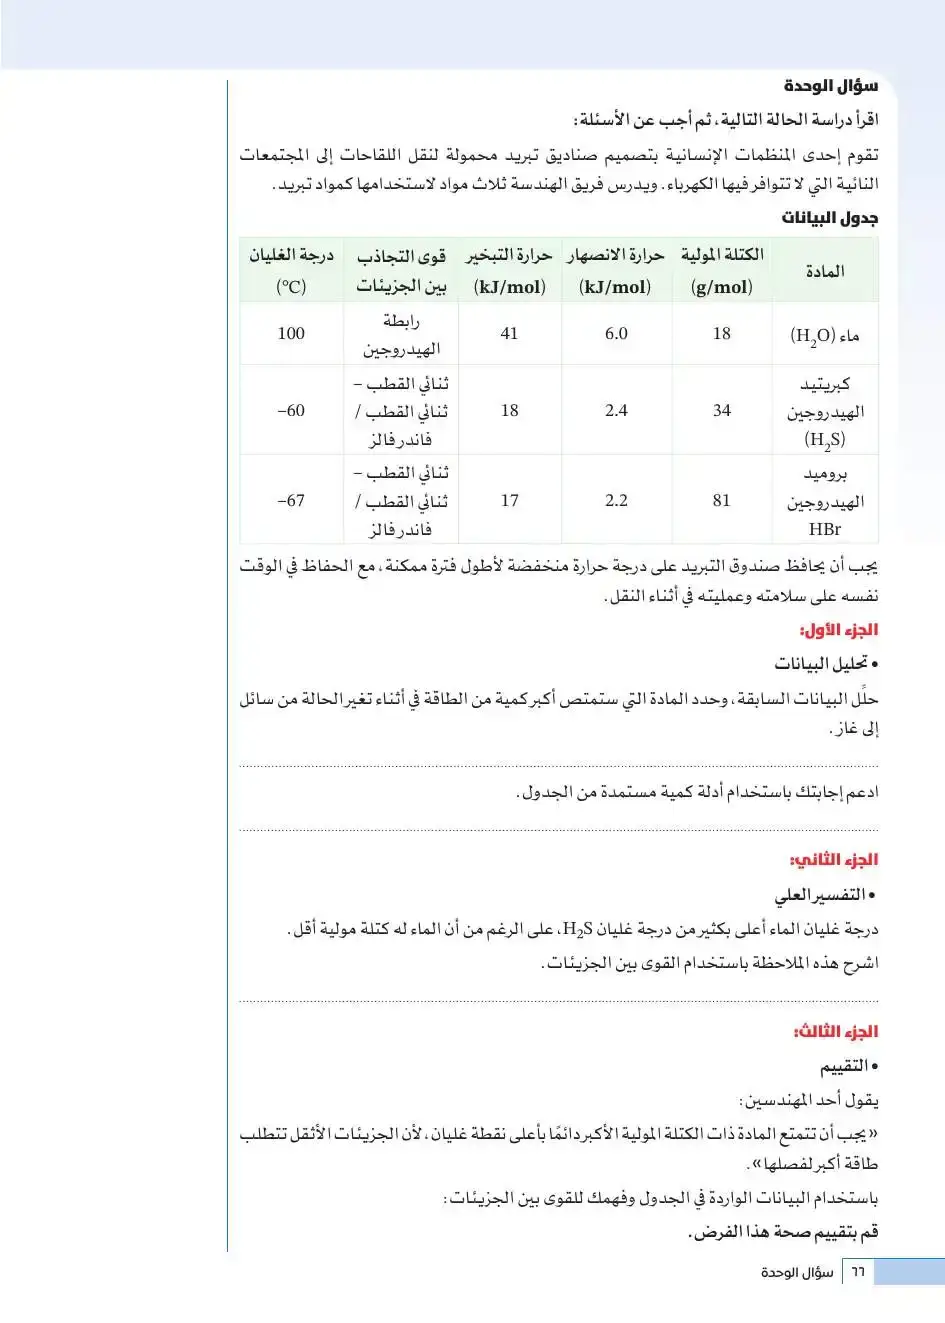 سؤال الوحدة
اقرأ دراسة الحالة التالية، ثم أجب عن الأسئلة:
تقوم إحدى المنظمات الإنسانية بتصميم صناديق تبريد محمولة لنقل اللقاحات إلى المجتمعات
النائية التي لا تتوافر فيها الكهرباء. ويدرس فريق الهندسة ثلاث مواد لاستخدامها كمواد تبريد.
جدول البيانات
المادة | الكتلة المولية (g/mol) | حرارة الانصهار (kJ/mol) | حرارة التبخير (kJ/mol) | قوى التجاذب بين الجزيئات | درجة الغليان (°C)
ماء (H₂O) | 18 | 6.0 | 41 | رابطة الهيدروجين | 100
كبريتيد الهيدروجين (H₂S) | 34 | 2.4 | 18 | ثنائي القطب – ثنائي القطب / فاندرفالز | –60
بروميد الهيدروجين HBr | 81 | 2.2 | 17 | ثنائي القطب – ثنائي القطب / فاندرفالز | –67
يجب أن يحافظ صندوق التبريد على درجة حرارة منخفضة لأطول فترة ممكنة، مع الحفاظ في الوقت
نفسه على سلامته وعمليته في أثناء النقل.
الجزء الأول:
• تحليل البيانات
حلِّل البيانات السابقة، وحدد المادة التي ستمتص أكبر كمية من الطاقة في أثناء تغير الحالة من سائل
إلى غاز.
ادعم إجابتك باستخدام أدلة كمية مستمدة من الجدول.
الجزء الثاني:
• التفسير العلي
درجة غليان الماء أعلى بكثير من درجة غليان H₂S، على الرغم من أن الماء له كتلة مولية أقل.
اشرح هذه الملاحظة باستخدام القوى بين الجزيئات.
الجزء الثالث:
• التقييم
يقول أحد المهندسين:
«يجب أن تتمتع المادة ذات الكتلة المولية الأكبر دائمًا بأعلى نقطة غليان، لأن الجزيئات الأثقل تتطلب
طاقة أكبر لفصلها».
باستخدام البيانات الواردة في الجدول وفهمك للقوى بين الجزيئات:
قم بتقييم صحة هذا الفرض.
٦٦ سؤال الوحدة